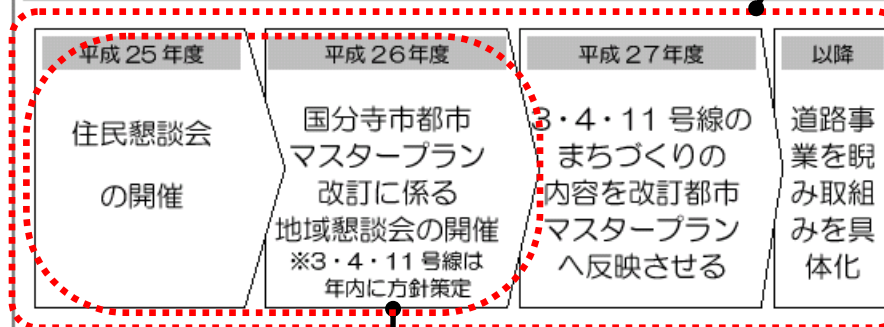 平成25年度
住民懇談会
の開催
平成26年度
国分寺市都市
マスタープラン
改訂に係る
地域懇談会の開催
※3・4・11号線は
年内に方針策定
平成27年度
3・4・11 号線の
まちづくりの
内容を改訂都市
マスタープラン
へ反映させる
以降
道路事
業を睨
み取組
みを具
体化